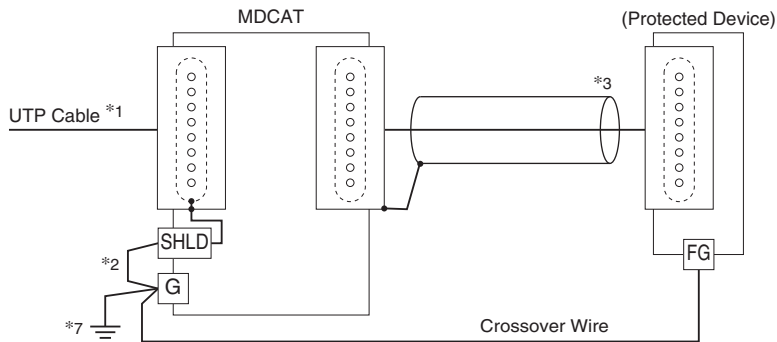 MDCAT
(Protected Device)
UTP Cable *1
*3
SHLD
*2
G
FG
*7
Crossover Wire